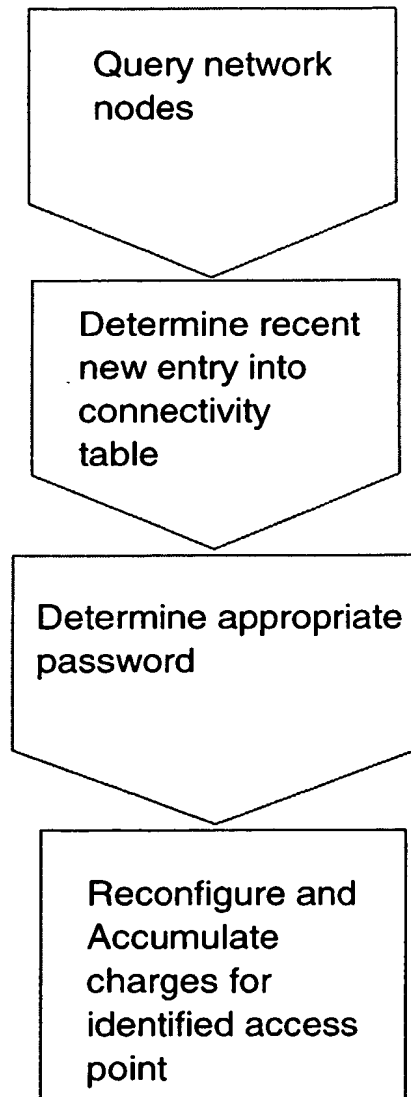 Query network
nodes
Determine recent
new entry into
connectivity
table
Determine appropriate
password
Reconfigure and
Accumulate
charges for
identified access
point